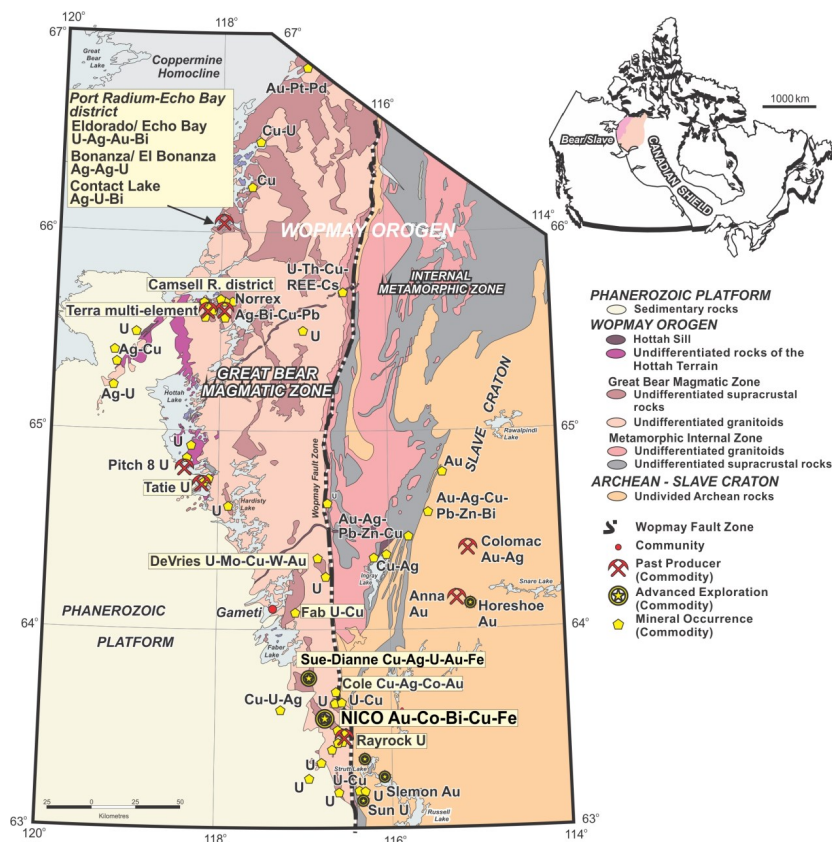 120°
118°
67°
67°
Great
Bear
Lake
Coppermine
Homocline
Port Radium-Echo Bay
district
Eldorado/ Echo Bay
U-Ag-Au-Bi
Bonanza/ El Bonanza
Ag-Ag-U
Contact Lake
Ag-U-Bi
Au-Pt-Pd
116°
Cu-U
Cu
66°
114°
66°
WOPMAY OROGEN
U-Th-Cu-
REE-Cs
INTERNAL
METAMORPHIC ZONE
Camsell R. district
Norrex
Terra multi-element
Ag-Bi-Cu-Pb
U
U
Ag-Cu
Ag-U
GREAT BEAR
MAGMATIC ZONE
Hottah
Lake
65°
65°
Rawalpindi
Lake
SLAVE CRATON
Wopmay Fault Zone
U
Pitch 8 U
Tatie U
U
Hardisty
Lake
Au
Au-Ag-Cu-
Pb-Zn-Bi
Au-Ag-
Pb-Zn-Cu
Colomac
Au-Ag
DeVries U-Mo-Cu-W-Au
U
Cu-Ag
Ingray
Lake
Snare Lake
Anna
Au
Horeshoe
Au
Gameti
Fab U-Cu
PHANEROZOIC
PLATFORM
64°
64°
Faber
Lake
Sue-Dianne Cu-Ag-U-Au-Fe
Cole Cu-Ag-Co-Au
Cu-U-Ag
U-Cu
NICO Au-Co-Bi-Cu-Fe
Rayrock U
Strutt Lake
U
U
U-Cu
U
U
Slemon Au
Sun U
Russell
Lake
25 0 25 50
Kilometres
63°
63°
120°
118°
116°
114°
1000 km
Bear/Slave
CANADIAN SHIELD
PHANEROZOIC PLATFORM
Sedimentary rocks
WOPMAY OROGEN
Hottah Sill
Undifferentiated rocks of the
Hottah Terrain
Great Bear Magmatic Zone
Undifferentiated supracrustal
rocks
Undifferentiated granitoids
Metamorphic Internal Zone
Undifferentiated granitoids
Undifferentiated supracrustal rocks
ARCHEAN - SLAVE CRATON
Undivided Archean rocks
Wopmay Fault Zone
Community
Past Producer
(Commodity)
Advanced Exploration
(Commodity)
Mineral Occurrence
(Commodity)